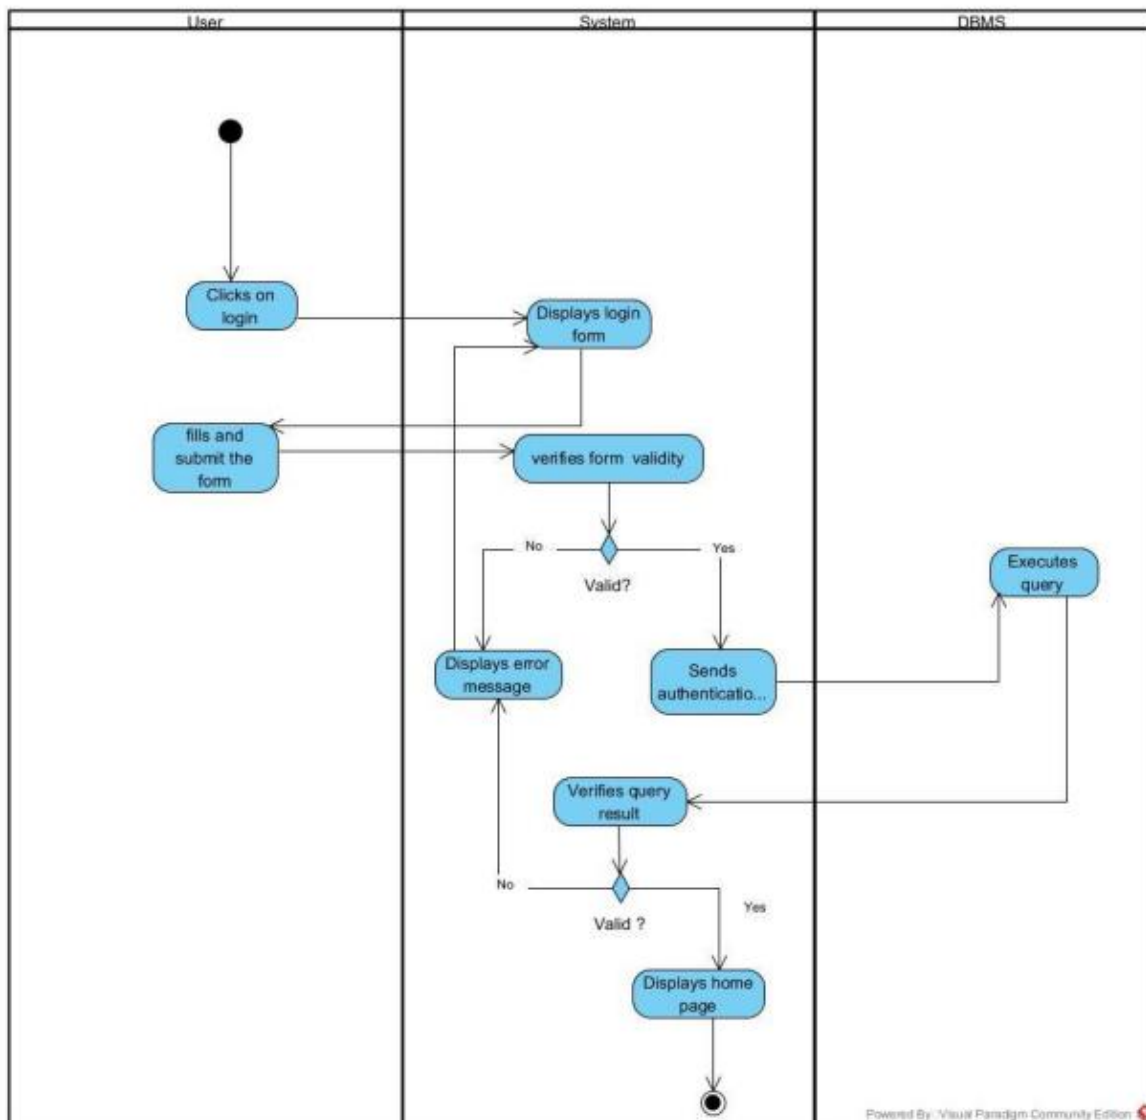 User
System
DBMS
Clicks on
login
Displays login
form
fills and
submit the
form
verifies form validity
No
Yes
Valid?
Executes
query
Displays error
message
Sends
authenticatio...
Verifies query
result
No
Yes
Valid ?
Displays home
page
Powered By Visual Paradigm Community Edition